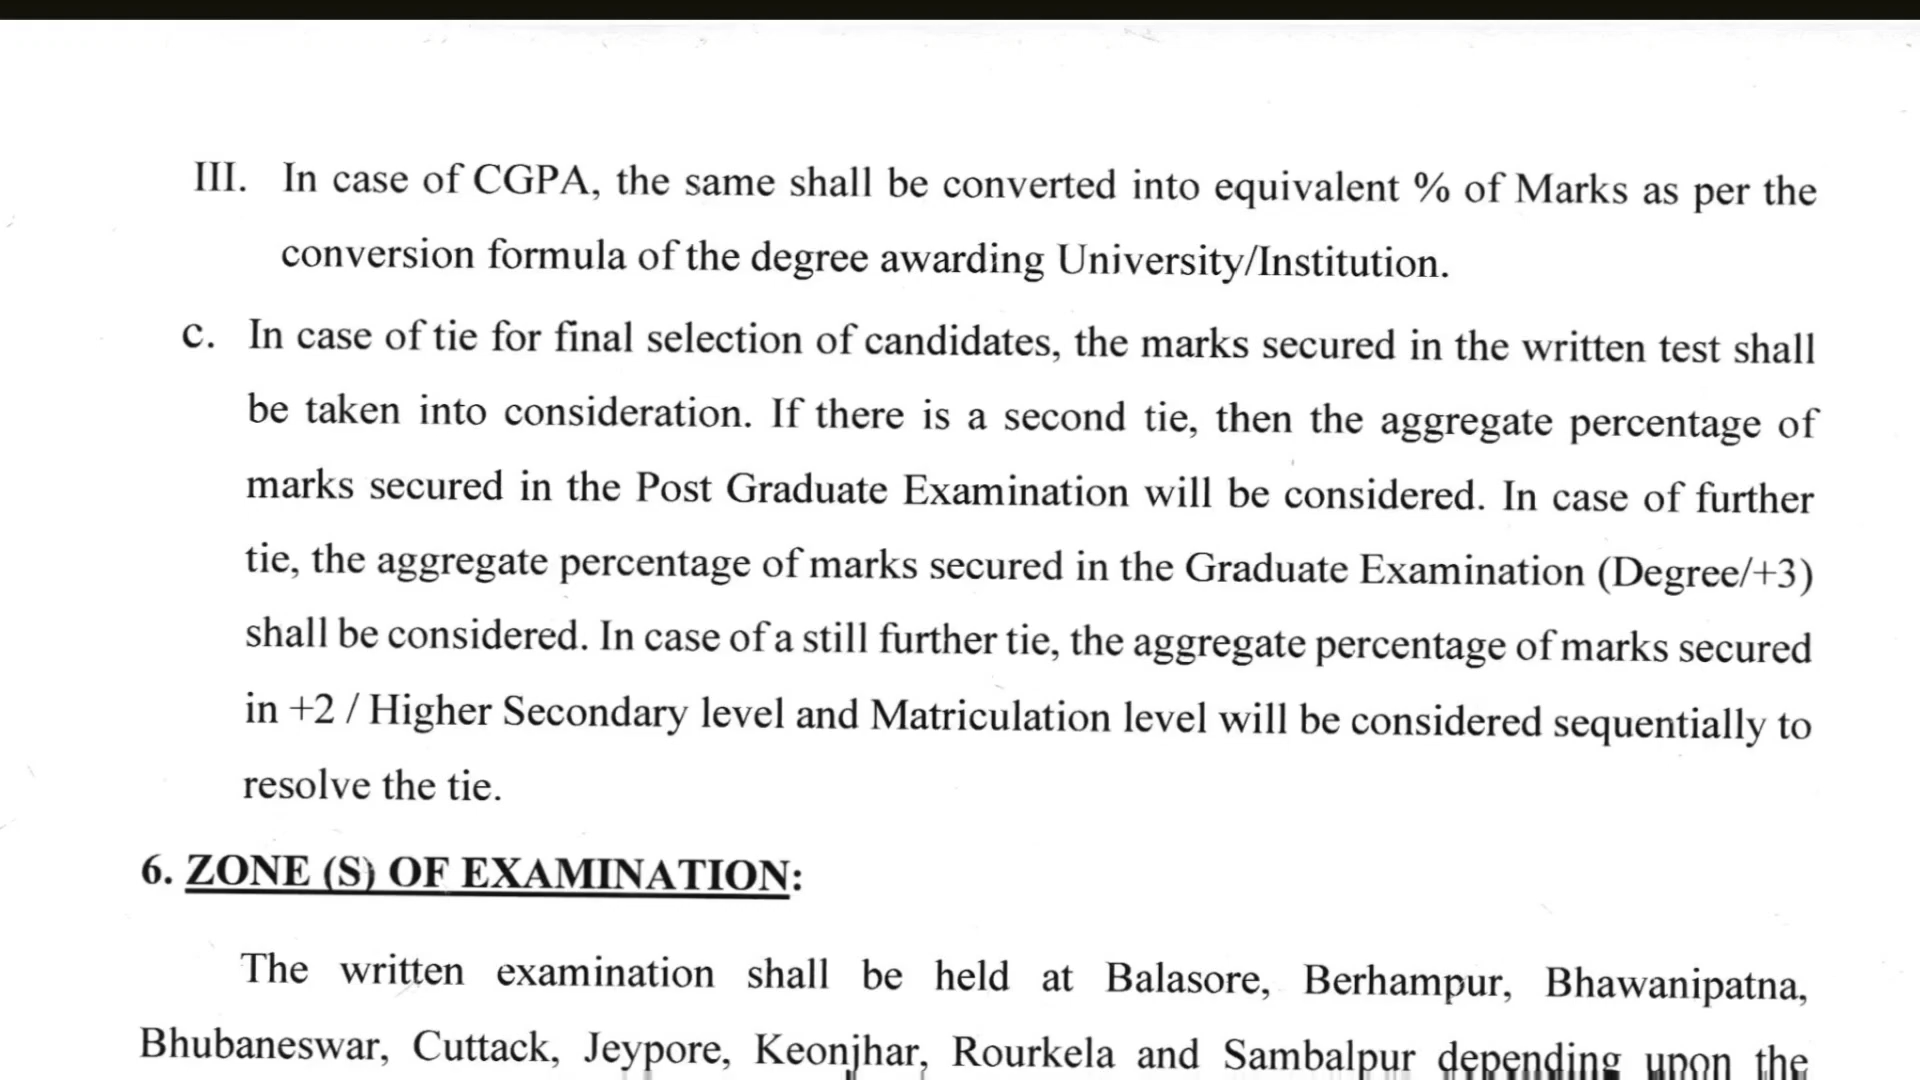 III. In case of CGPA, the same shall be converted into equivalent % of Marks as per the
conversion formula of the degree awarding University/Institution.
c. In case of tie for final selection of candidates, the marks secured in the written test shall
be taken into consideration. If there is a second tie, then the aggregate percentage of
marks secured in the Post Graduate Examination will be considered. In case of further
tie, the aggregate percentage of marks secured in the Graduate Examination (Degree/+3)
shall be considered. In case of a still further tie, the aggregate percentage of marks secured
in +2 / Higher Secondary level and Matriculation level will be considered sequentially to
resolve the tie.
6. ZONE (S) OF EXAMINATION:
The written examination shall be held at Balasore, Berhampur, Bhawanipatna,
Bhubaneswar, Cuttack, Jeypore, Keonjhar, Rourkela and Sambalpur depending upon the